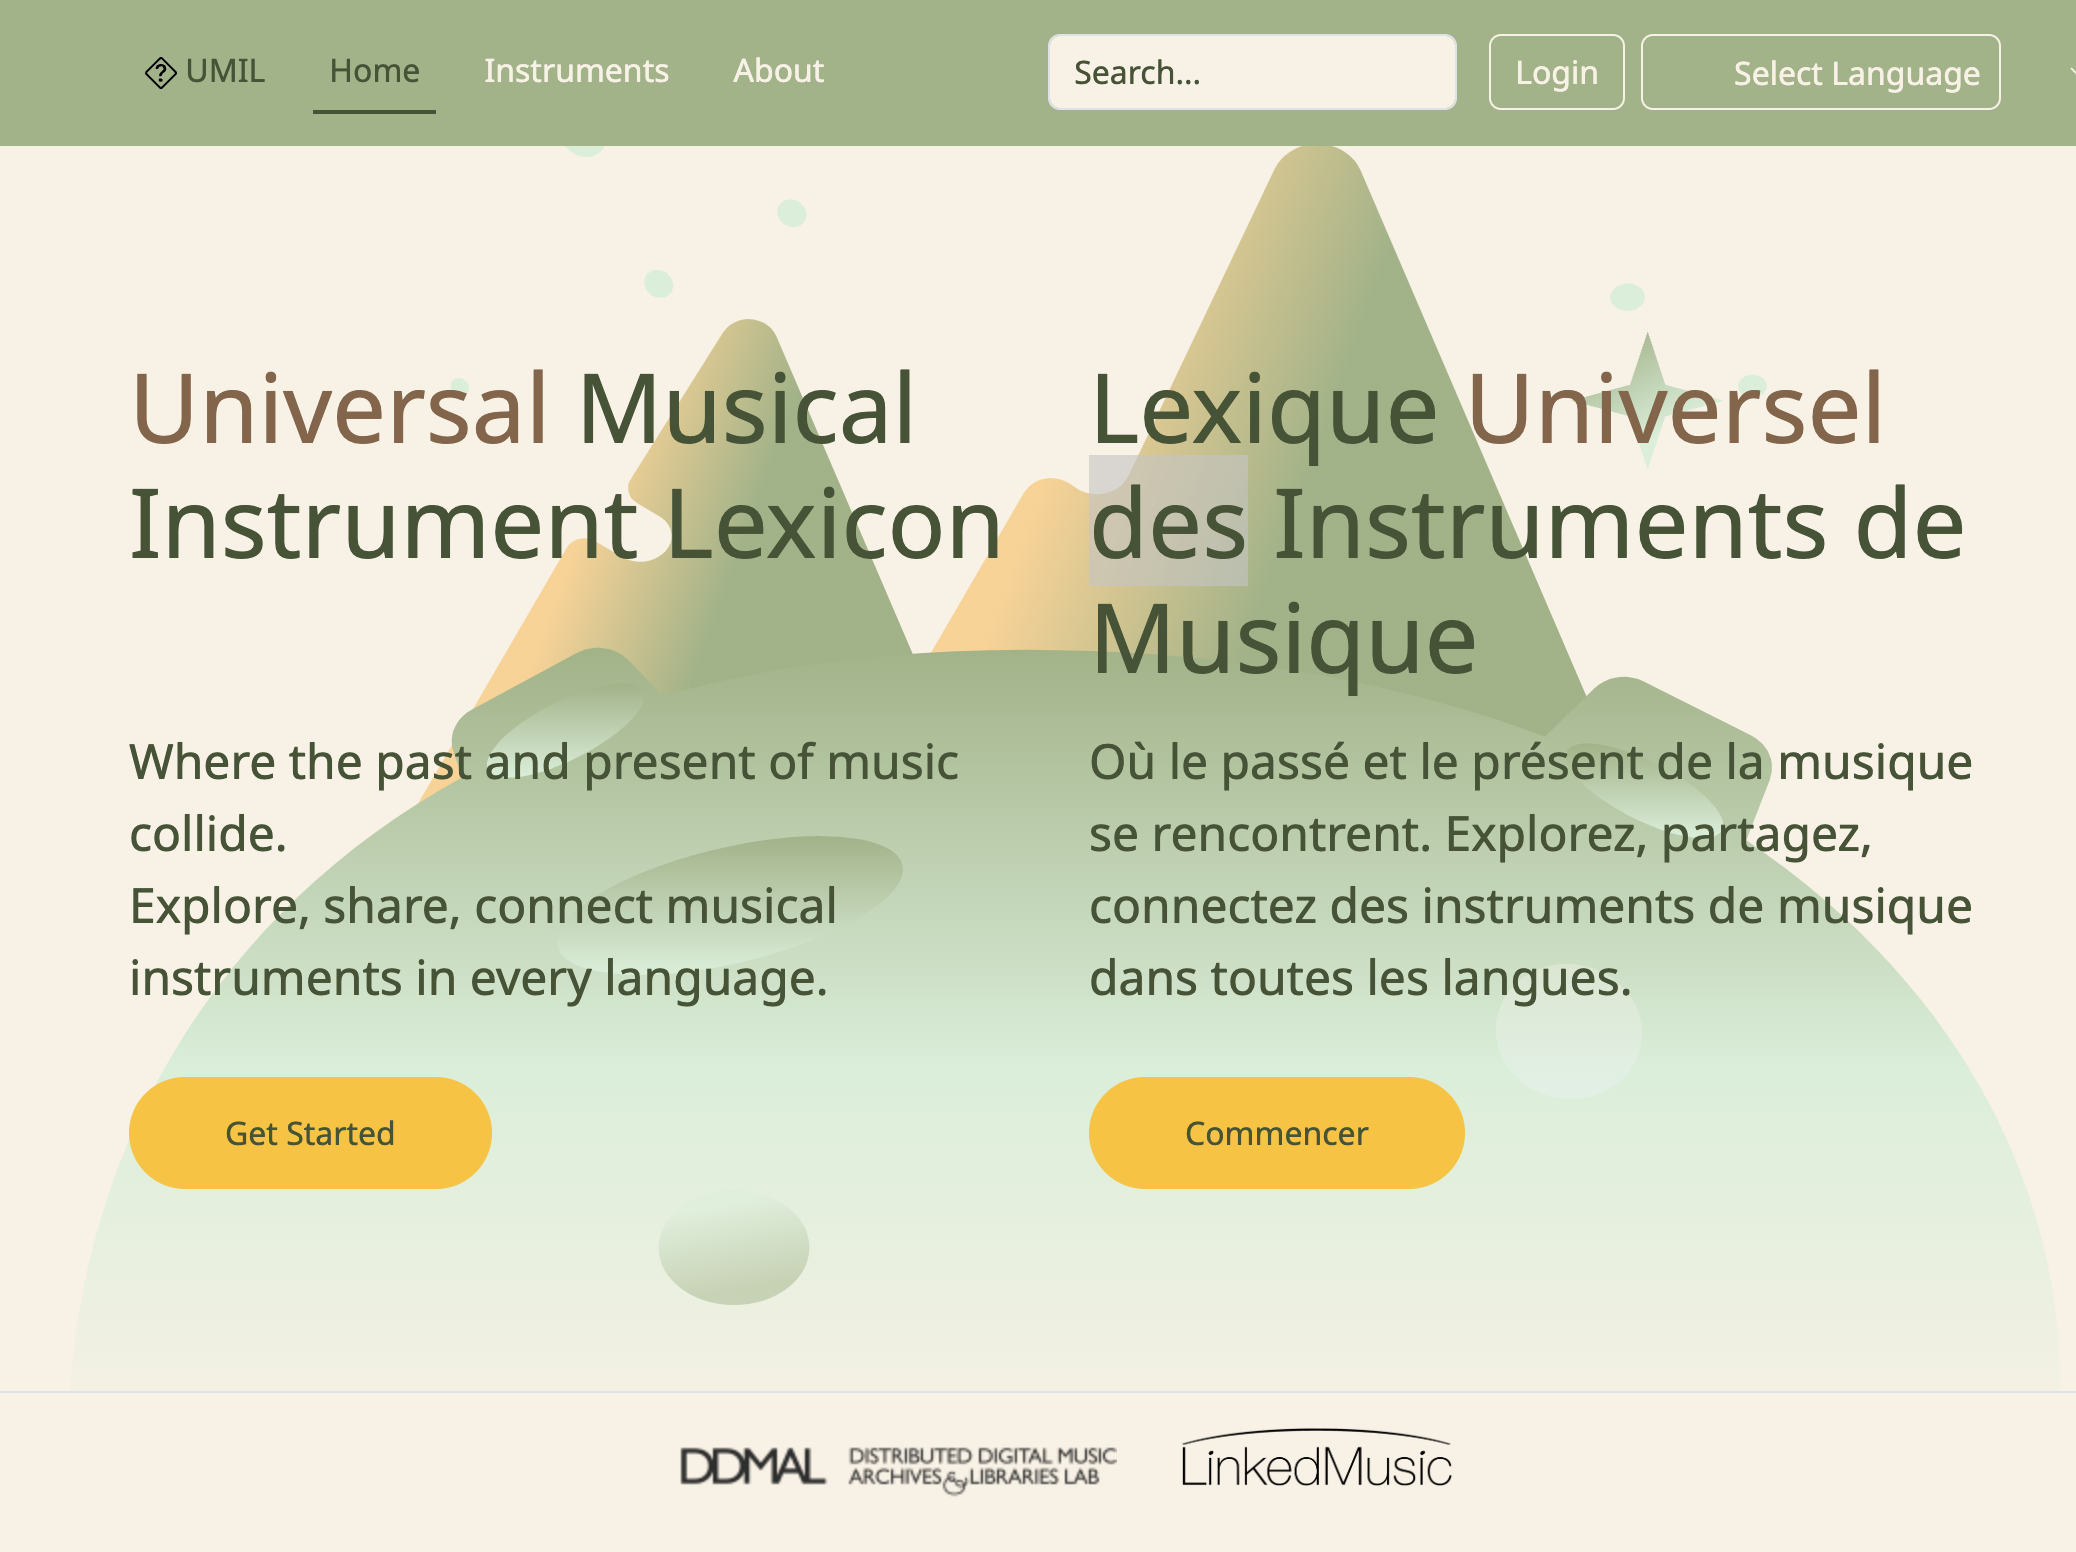 UMIL
Home
Instruments
About
Search...
Login
Select Language
Universal Musical
Instrument Lexicon
Where the past and present of music
collide.
Explore, share, connect musical
instruments in every language.
Get Started
Lexique Universel
des Instruments de
Musique
Où le passé et le présent de la musique
se rencontrent. Explorez, partagez,
connectez des instruments de musique
dans toutes les langues.
Commencer
DDMAL
DISTRIBUTED DIGITAL MUSIC
ARCHIVES & LIBRARIES LAB
LinkedMusic